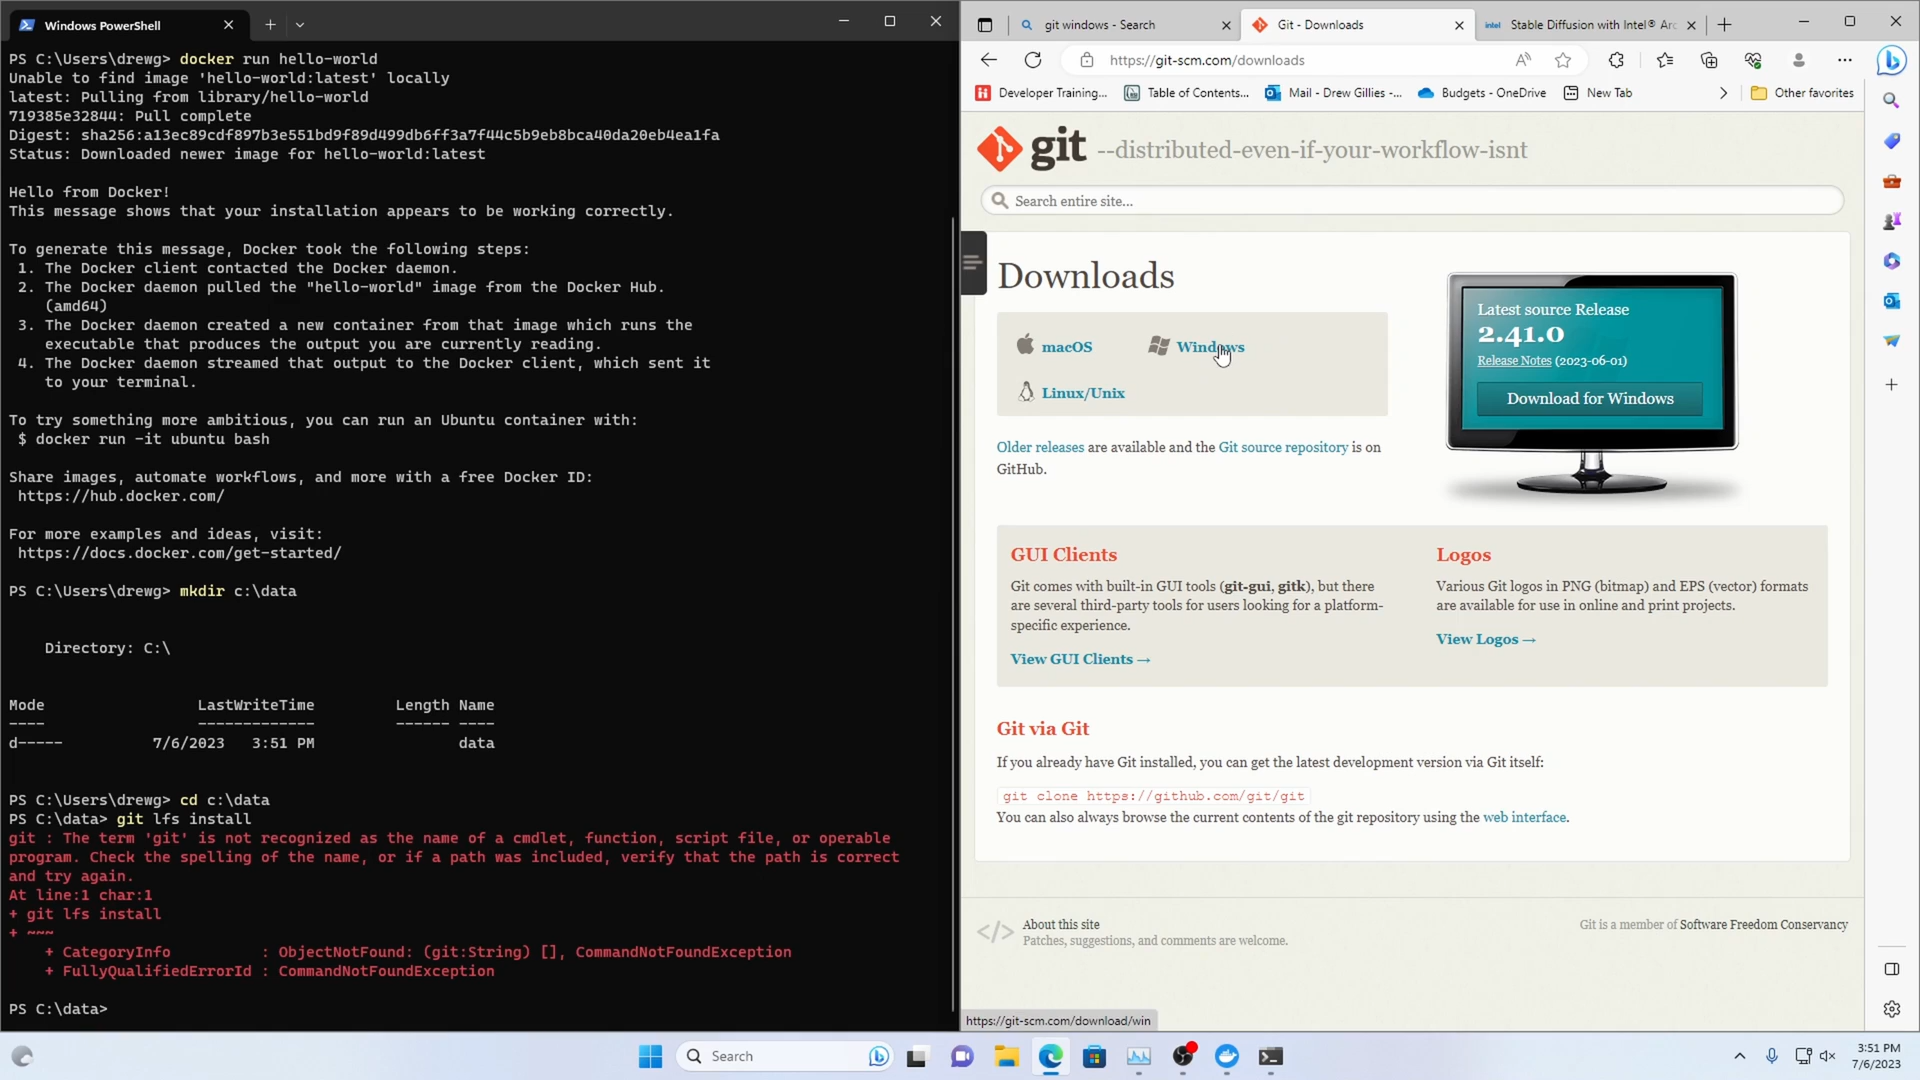 Windows PowerShell
PS C:\Users\drewg> docker run hello-world
Unable to find image 'hello-world:latest' locally
latest: Pulling from library/hello-world
719385e32844: Pull complete
Digest: sha256:a13ec89cdf897b3e551bd9f89d499db6ff3a7f44c5b9eb8bca40da20eb4ea1fa
Status: Downloaded newer image for hello-world:latest
Hello from Docker!
This message shows that your installation appears to be working correctly.
To generate this message, Docker took the following steps:
1. The Docker client contacted the Docker daemon.
2. The Docker daemon pulled the "hello-world" image from the Docker Hub.
(amd64)
3. The Docker daemon created a new container from that image which runs the
executable that produces the output you are currently reading.
4. The Docker daemon streamed that output to the Docker client, which sent it
to your terminal.
To try something more ambitious, you can run an Ubuntu container with:
$ docker run -it ubuntu bash
Share images, automate workflows, and more with a free Docker ID:
https://hub.docker.com/
For more examples and ideas, visit:
https://docs.docker.com/get-started/
PS C:\Users\drewg> mkdir c:\data
Directory: C:\
Mode LastWriteTime Length Name
---- ------------- ------ ----
d----- 7/6/2023 3:51 PM data
PS C:\Users\drewg> cd c:\data
PS C:\data> git lfs install
git : The term 'git' is not recognized as the name of a cmdlet, function, script file, or operable
program. Check the spelling of the name, or if a path was included, verify that the path is correct
and try again.
At line:1 char:1
+ git lfs install
+ ~~~
+ CategoryInfo : ObjectNotFound: (git:String) [], CommandNotFoundException
+ FullyQualifiedErrorId : CommandNotFoundException
PS C:\data>
git windows - Search
Git - Downloads
intel Stable Diffusion with Intel® Arc
https://git-scm.com/downloads
Developer Training...
Table of Contents...
Mail - Drew Gillies -...
Budgets - OneDrive
New Tab
Other favorites
git --distributed-even-if-your-workflow-isnt
Search entire site...
Downloads
macOS
Windows
Linux/Unix
Older releases are available and the Git source repository is on
GitHub.
Latest source Release
2.41.0
Release Notes (2023-06-01)
Download for Windows
GUI Clients
Git comes with built-in GUI tools (git-gui, gitk), but there
are several third-party tools for users looking for a platform-
specific experience.
View GUI Clients →
Logos
Various Git logos in PNG (bitmap) and EPS (vector) formats
are available for use in online and print projects.
View Logos →
Git via Git
If you already have Git installed, you can get the latest development version via Git itself:
git clone https://github.com/git/git
You can also always browse the current contents of the git repository using the web interface.
</> About this site
Patches, suggestions, and comments are welcome.
Git is a member of Software Freedom Conservancy
https://git-scm.com/download/win
Search
3:51 PM
7/6/2023